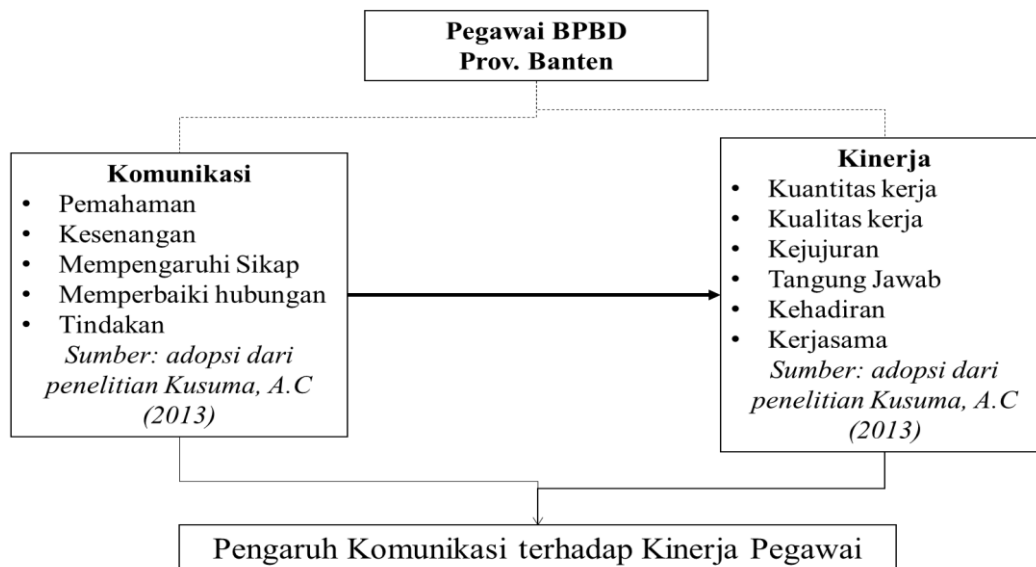 Pegawai BPBD
Prov. Banten
Komunikasi
• Pemahaman
• Kesenangan
• Mempengaruhi Sikap
• Memperbaiki hubungan
• Tindakan
Sumber: adopsi dari
penelitian Kusuma, A.C
(2013)
Kinerja
• Kuantitas kerja
• Kualitas kerja
• Kejujuran
• Tangung Jawab
• Kehadiran
• Kerjasama
Sumber: adopsi dari
penelitian Kusuma, A.C
(2013)
Pengaruh Komunikasi terhadap Kinerja Pegawai